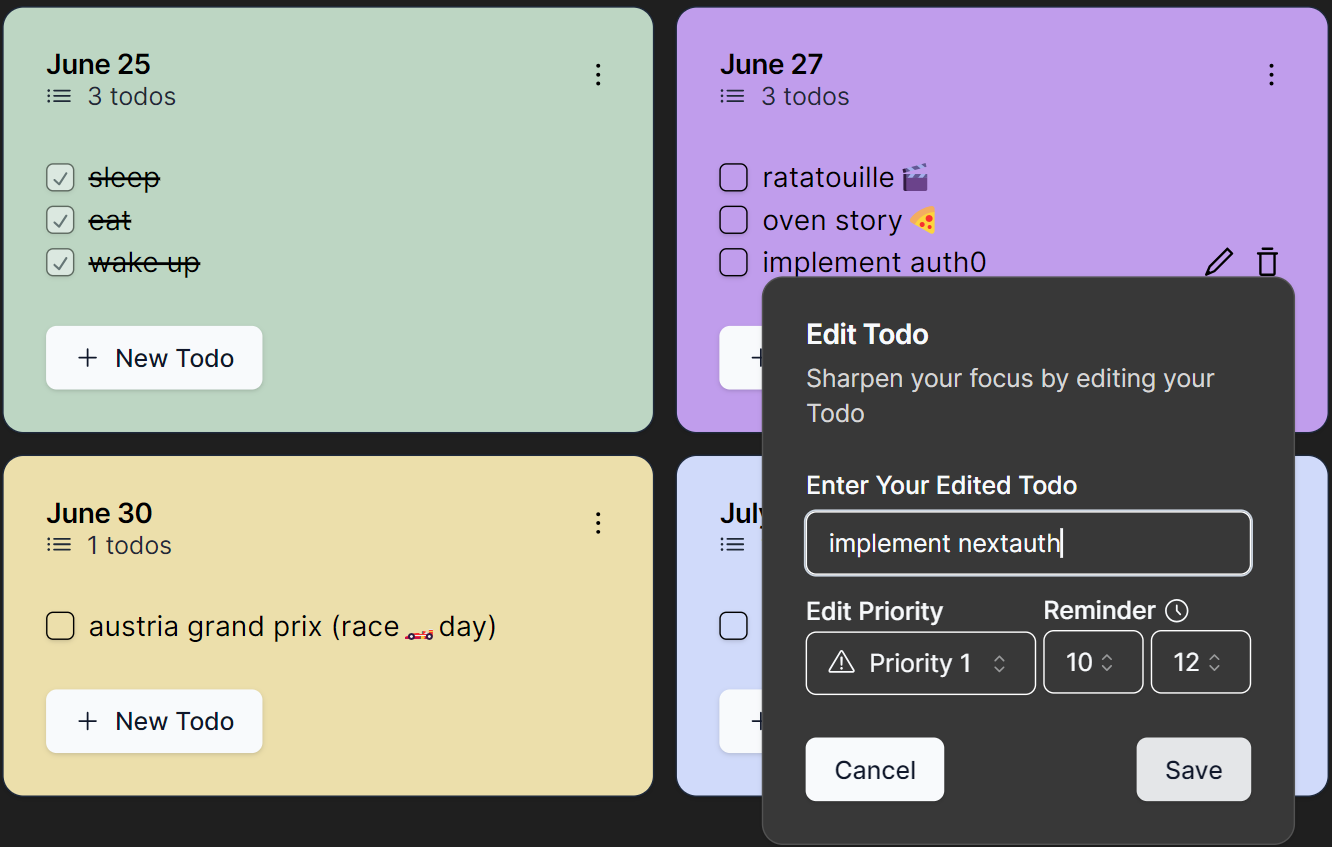 June 25
3 todos
sleep
eat
wake up
+ New Todo
June 27
3 todos
ratatouille 🎬
oven story 🍕
implement auth0
+
Edit Todo
Sharpen your focus by editing your
Todo
Enter Your Edited Todo
implement nextauth
Edit Priority
Reminder
Priority 1
10
12
Cancel
Save
June 30
1 todos
austria grand prix (race 🏎️ day)
+ New Todo
July
+